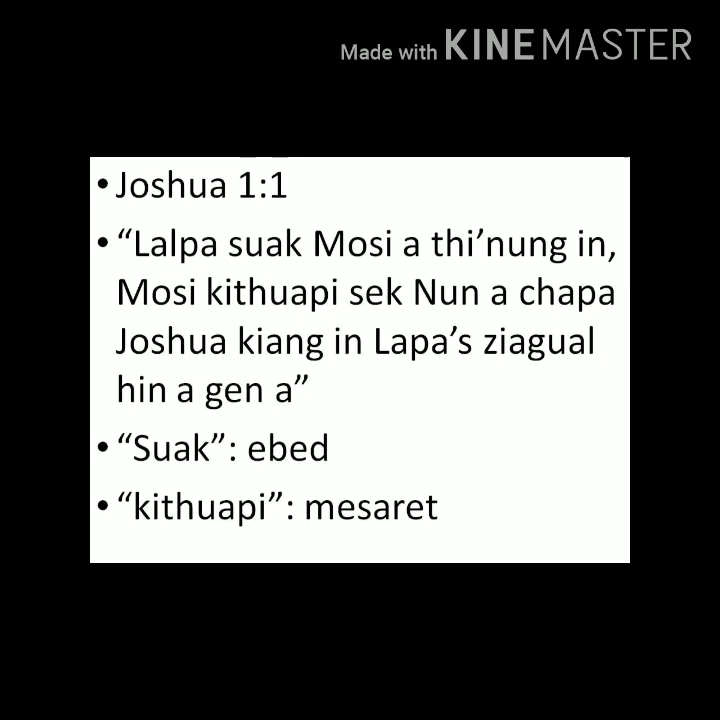 Made with KINEMASTER
• Joshua 1:1
• “Lalpa suak Mosi a thi’nung in,
Mosi kithuapi sek Nun a chapa
Joshua kiang in Lapa’s ziagual
hin a gen a”
• “Suak”: ebed
• “kithuapi”: mesaret